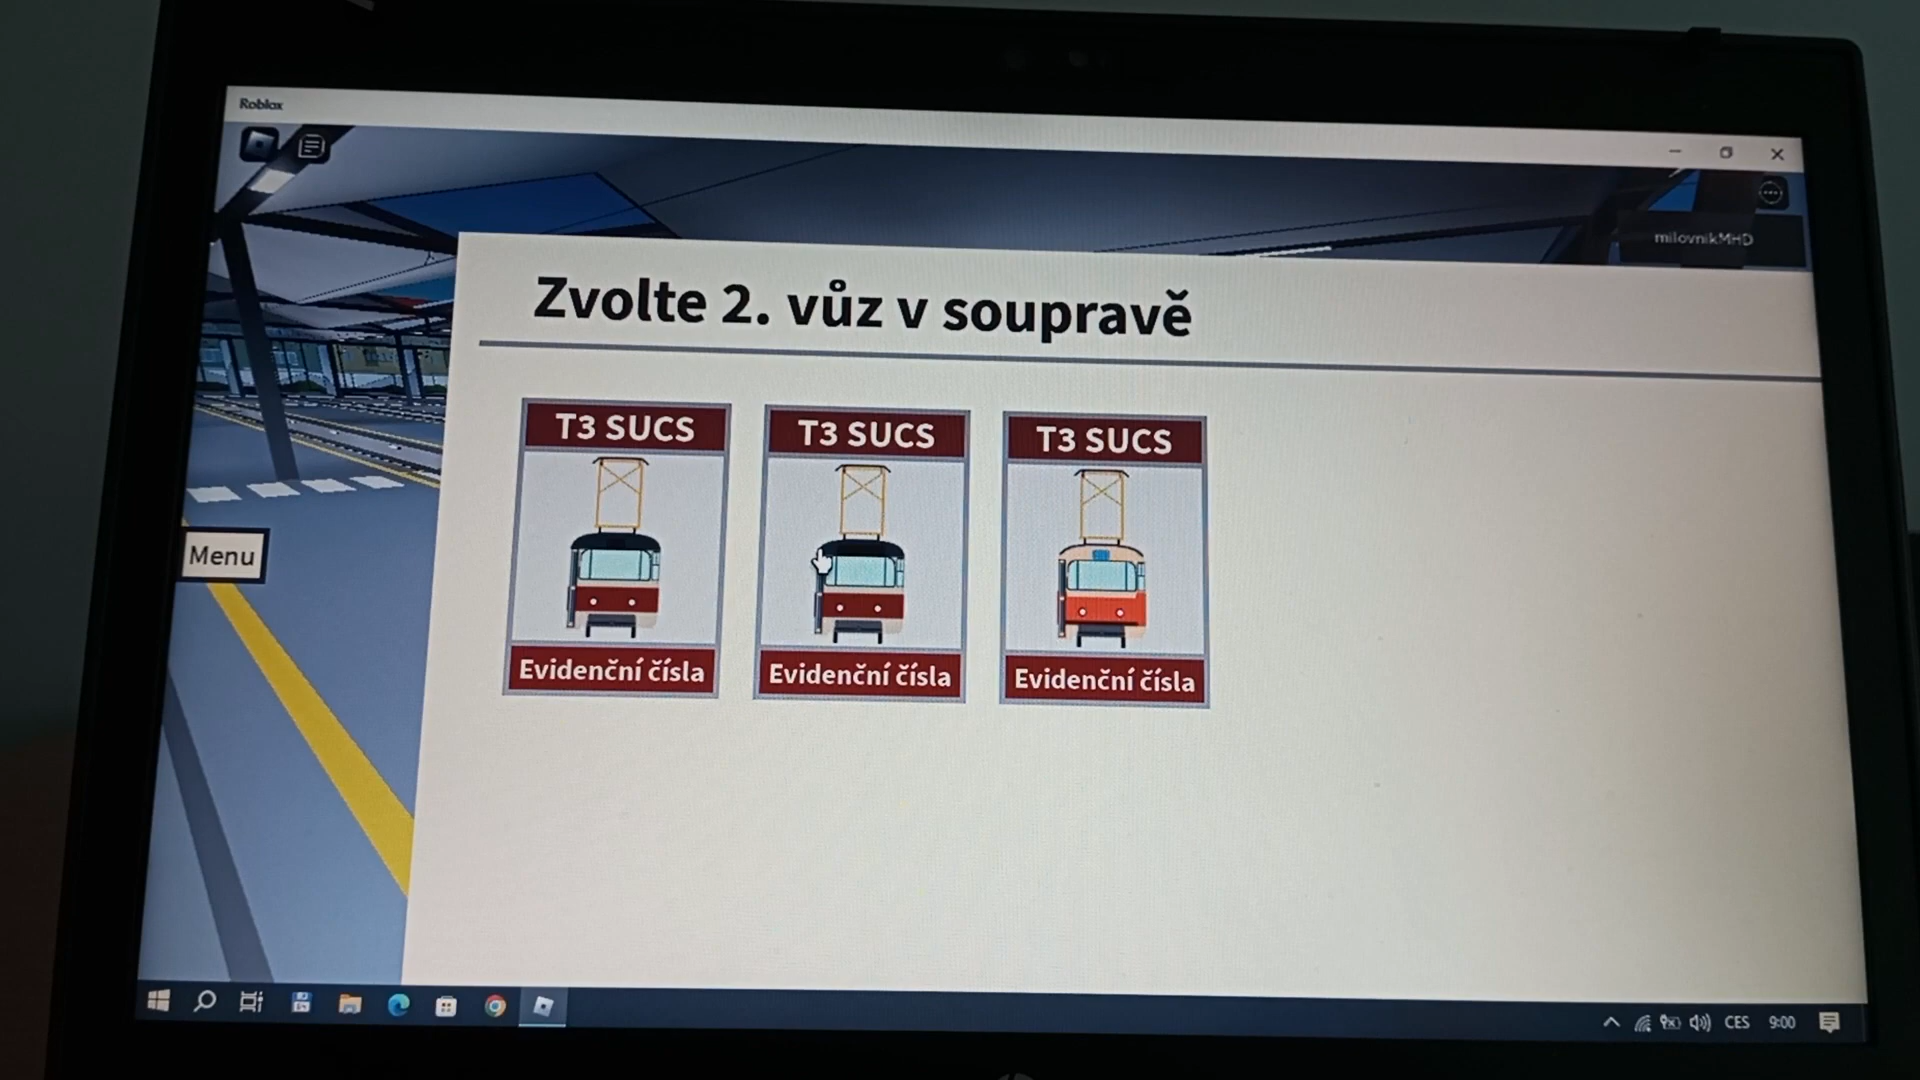 Roblox
milovnikMHD
Zvolte 2. vůz v soupravě
T3 SUCS
T3 SUCS
T3 SUCS
Menu
Evidenční čísla
Evidenční čísla
Evidenční čísla
CES
9:00